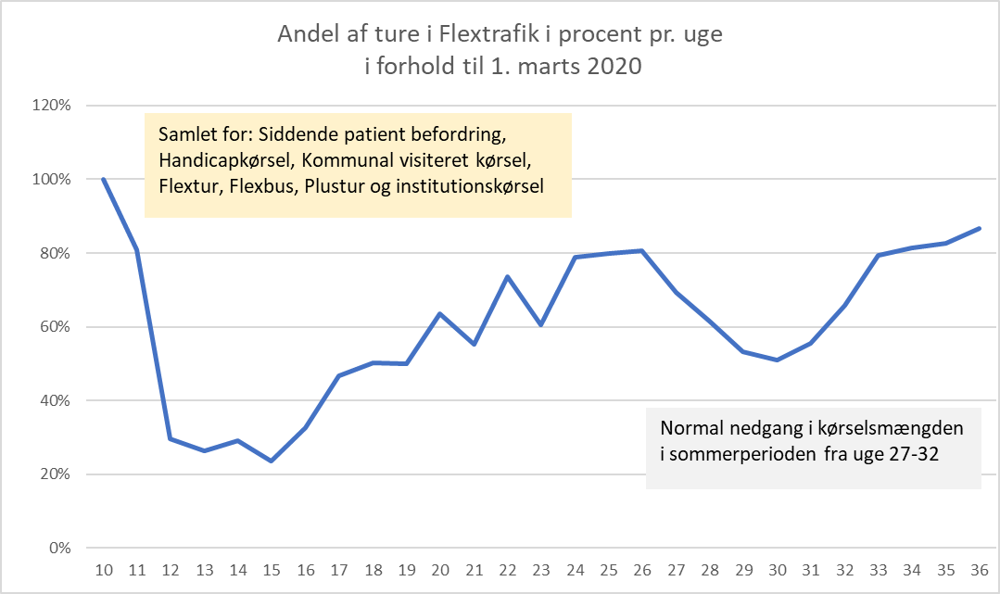 Andel af ture i Flextrafik i procent pr. uge
i forhold til 1. marts 2020
120%
Samlet for: Siddende patient befordring,
Handicapkørsel, Kommunal visiteret kørsel,
Flextur, Flexbus, Plustur og institutionskørsel
100%
80%
60%
40%
Normal nedgang i kørselsmængden
i sommerperioden fra uge 27-32
20%
0%
10 11 12 13 14 15 16 17 18 19 20 21 22 23 24 25 26 27 28 29 30 31 32 33 34 35 36